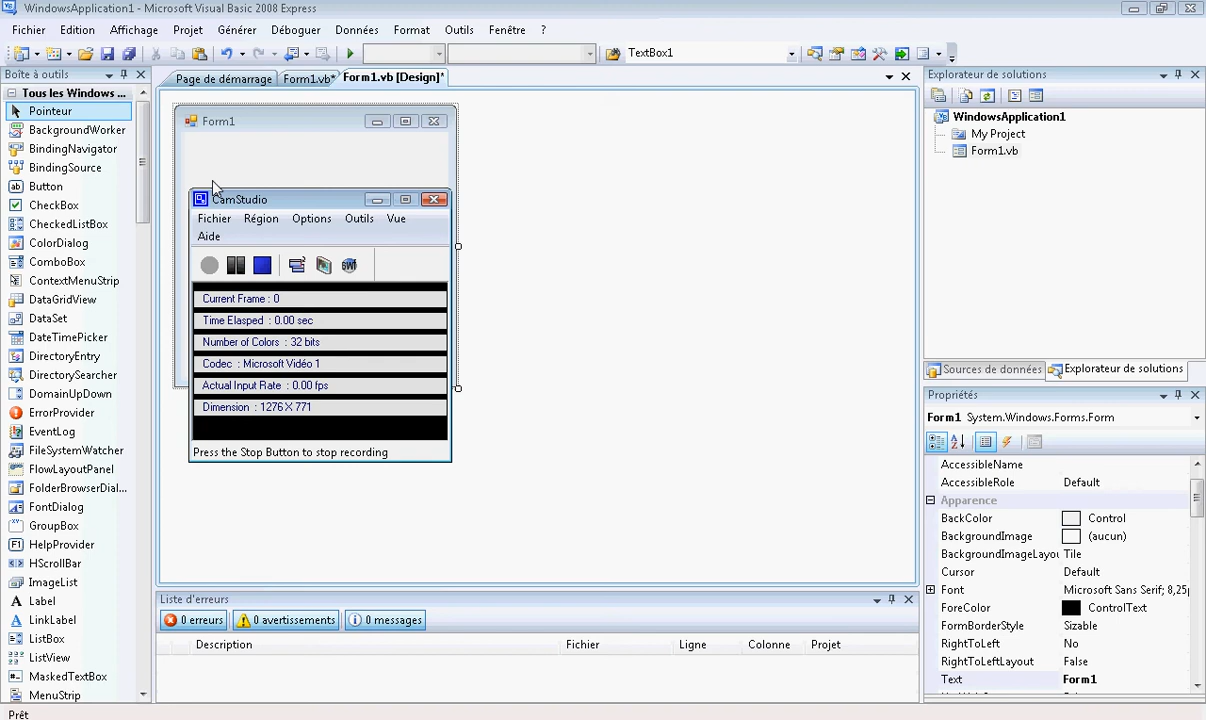 WindowsApplication1 - Microsoft Visual Basic 2008 Express
Fichier Edition Affichage Projet Générer Déboguer Données Format Outils Fenêtre ?
TextBox1
Boîte à outils
Tous les Windows ...
Pointeur
BackgroundWorker
BindingNavigator
BindingSource
Button
CheckBox
CheckedListBox
ColorDialog
ComboBox
ContextMenuStrip
DataGridView
DataSet
DateTimePicker
DirectoryEntry
DirectorySearcher
DomainUpDown
ErrorProvider
EventLog
FileSystemWatcher
FlowLayoutPanel
FolderBrowserDial...
FontDialog
GroupBox
HelpProvider
HScrollBar
ImageList
Label
LinkLabel
ListBox
ListView
MaskedTextBox
MenuStrip
Page de démarrage Form1.vb* Form1.vb [Design]*
Form1
CamStudio
Fichier Région Options Outils Vue
Aide
SWF
Current Frame : 0
Time Elasped : 0.00 sec
Number of Colors : 32 bits
Codec : Microsoft Vidéo 1
Actual Input Rate : 0.00 fps
Dimension : 1276 X 771
Press the Stop Button to stop recording
Liste d'erreurs
0 erreurs 0 avertissements 0 messages
Description Fichier Ligne Colonne Projet
Explorateur de solutions
WindowsApplication1
My Project
Form1.vb
Sources de données Explorateur de solutions
Propriétés
Form1 System.Windows.Forms.Form
AccessibleName
AccessibleRole Default
Apparence
BackColor Control
BackgroundImage (aucun)
BackgroundImageLayou Tile
Cursor Default
Font Microsoft Sans Serif; 8,25p
ForeColor ControlText
FormBorderStyle Sizable
RightToLeft No
RightToLeftLayout False
Text Form1
Prêt